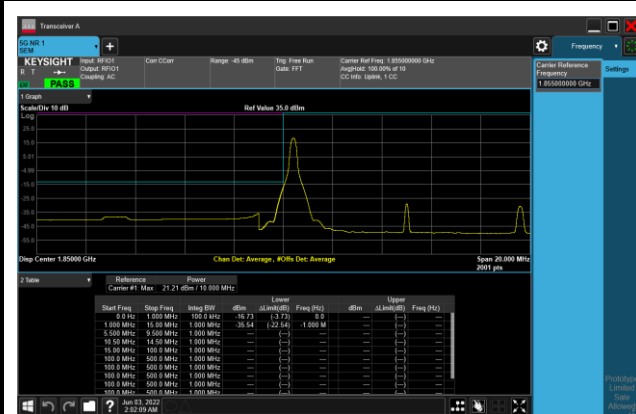 Transceiver A
5G NR 1
SEM
Frequency
KEYSIGHT
Input: RFIO1
Output: RFIO1
Coupling: AC
Corr CCorr
Range: -45 dBm
Trig: Free Run
Gate: FFT
Carrier Ref Freq: 1.855000000 GHz
Avg|Hold: 100.00% of 10
CC Info: Uplink, 1 CC
R T
PASS
Carrier Reference
Frequency
1.855000000 GHz
Settings
1 Graph
Scale/Div 10 dB
Ref Value 35.0 dBm
Log
25.0
15.0
5.01
-4.99
-15.0
-25.0
-35.0
-45.0
-55.0
Disp Center 1.85000 GHz
Chan Det: Average, #Offs Det: Average
Span 20.000 MHz
2001 pts
2 Table
Reference Power
Carrier #1: Max 21.21 dBm / 10.000 MHz
Lower Upper
Start Freq Stop Freq Integ BW dBm ΔLimit(dB) Freq (Hz) dBm ΔLimit(dB) Freq (Hz)
0.0 Hz 1.000 MHz 100.0 kHz -16.73 (-3.73) 0.0 --- (---) ---
1.000 MHz 15.00 MHz 1.000 MHz -35.54 (-22.54) -1.000 M --- (---) ---
5.500 MHz 9.500 MHz 1.000 MHz --- (---) --- --- (---) ---
10.50 MHz 14.50 MHz 1.000 MHz --- (---) --- --- (---) ---
15.00 MHz 100.0 MHz 1.000 MHz --- (---) --- --- (---) ---
100.0 MHz 500.0 MHz 1.000 MHz --- (---) --- --- (---) ---
100.0 MHz 500.0 MHz 1.000 MHz --- (---) --- --- (---) ---
100.0 MHz 500.0 MHz 1.000 MHz --- (---) --- --- (---) ---
100.0 MHz 500.0 MHz 1.000 MHz --- (---) --- --- (---) ---
Jun 03, 2022
2:02:09 AM
Prototype
Limited
Sale
Allowed